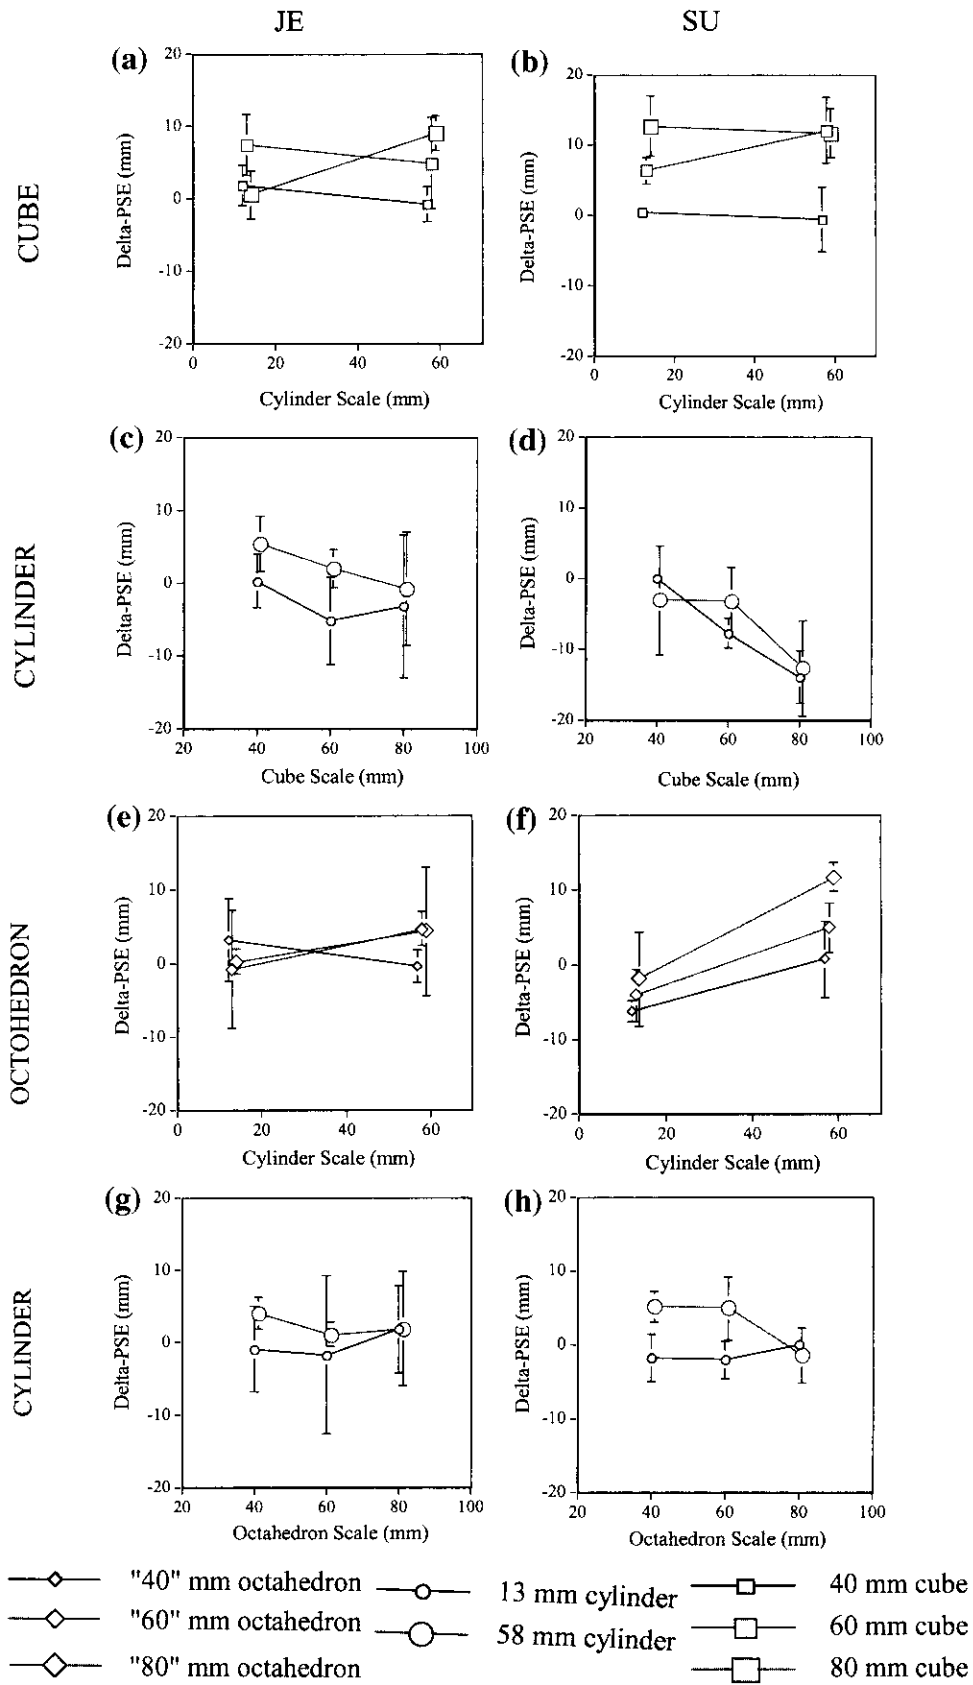 JE
SU
(a)
(b)
CUBE
Delta-PSE (mm)
20
10
0
-10
-20
0
20
40
60
Cylinder Scale (mm)
Delta-PSE (mm)
20
10
0
-10
-20
0
20
40
60
Cylinder Scale (mm)
(c)
(d)
CYLINDER
Delta-PSE (mm)
20
10
0
-10
-20
20
40
60
80
100
Cube Scale (mm)
Delta-PSE (mm)
20
10
0
-10
-20
20
40
60
80
100
Cube Scale (mm)
(e)
(f)
OCTOHEDRON
Delta-PSE (mm)
20
10
0
-10
-20
0
20
40
60
Cylinder Scale (mm)
Delta-PSE (mm)
20
10
0
-10
-20
0
20
40
60
Cylinder Scale (mm)
(g)
(h)
CYLINDER
Delta-PSE (mm)
20
10
0
-10
-20
20
40
60
80
100
Octahedron Scale (mm)
Delta-PSE (mm)
20
10
0
-10
-20
20
40
60
80
100
Octahedron Scale (mm)
"40" mm octahedron
"60" mm octahedron
"80" mm octahedron
13 mm cylinder
58 mm cylinder
40 mm cube
60 mm cube
80 mm cube